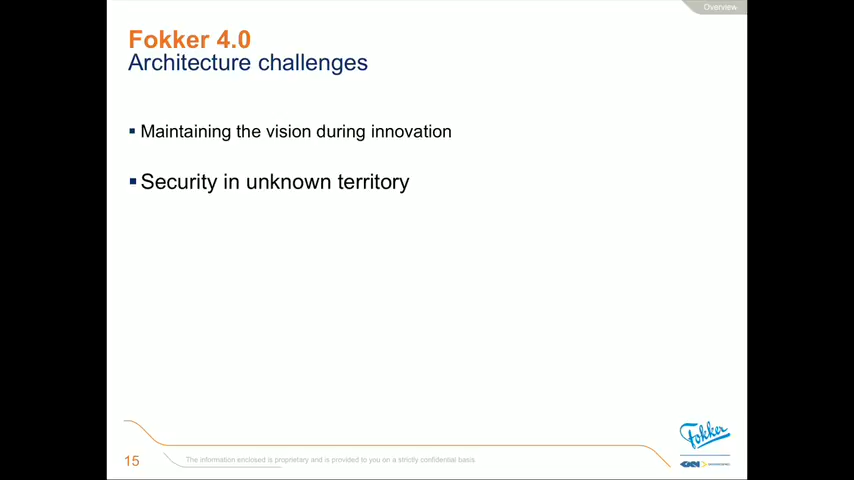 Overview
Fokker 4.0
Architecture challenges
Maintaining the vision during innovation
Security in unknown territory
Fokker
GKN
15
The information enclosed is proprietary and is provided to you on a strictly confidential basis.